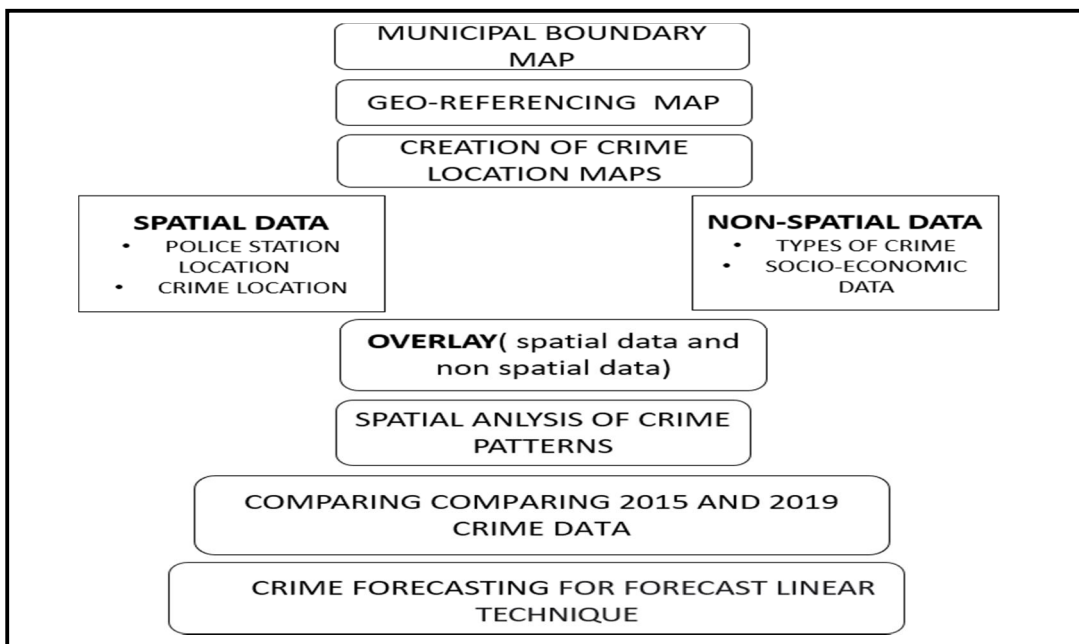 MUNICIPAL BOUNDARY
MAP
GEO-REFERENCING MAP
CREATION OF CRIME
LOCATION MAPS
SPATIAL DATA
• POLICE STATION
LOCATION
• CRIME LOCATION
NON-SPATIAL DATA
• TYPES OF CRIME
• SOCIO-ECONOMIC
DATA
OVERLAY( spatial data and
non spatial data)
SPATIAL ANLYSIS OF CRIME
PATTERNS
COMPARING COMPARING 2015 AND 2019
CRIME DATA
CRIME FORECASTING FOR FORECAST LINEAR
TECHNIQUE